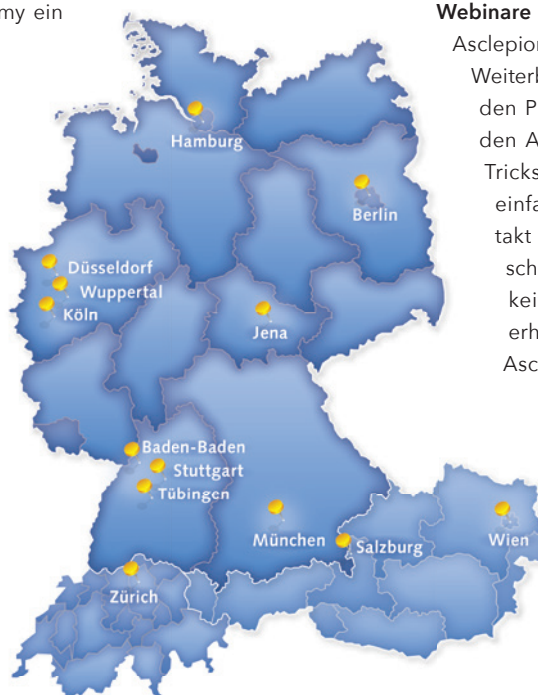 my ein
Webinare
Asclepion
Weiterb
den P
den A
Tricks
einfa
takt
sch
kei
erh
Asc
Hamburg
Berlin
Düsseldorf
Wuppertal
Köln
Jena
Baden-Baden
Stuttgart
Tübingen
München
Salzburg
Wien
Zürich